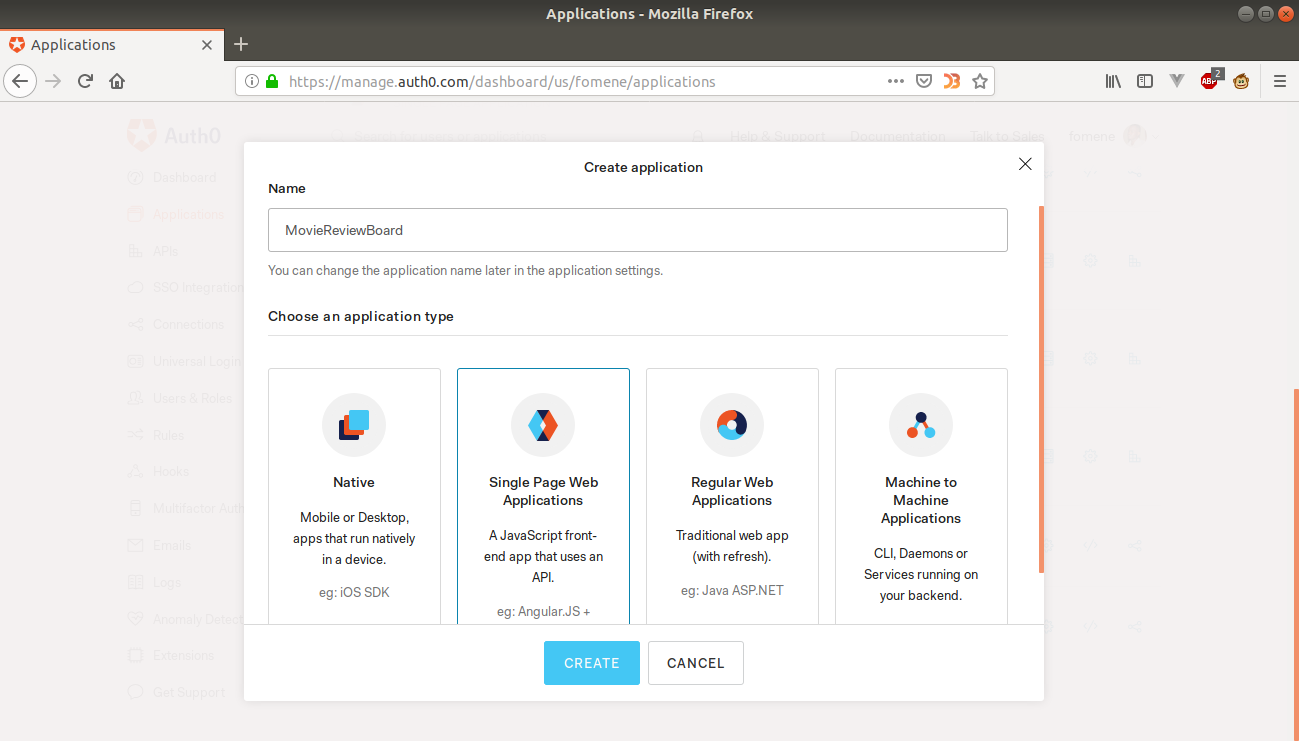 Applications - Mozilla Firefox
Applications
https://manage.auth0.com/dashboard/us/fomene/applications
ABP
2
Auth0
Help & Support
Documentation
Talk to Sales
fomene
Dashboard
Applications
APIs
SSO Integration
Connections
Universal Login
Users & Roles
Rules
Hooks
Multifactor Auth
Emails
Logs
Anomaly Detect
Extensions
Get Support
Create application
Name
MovieReviewBoard
You can change the application name later in the application settings.
Choose an application type
Native
Mobile or Desktop,
apps that run natively
in a device.
eg: iOS SDK
Single Page Web
Applications
A JavaScript front-
end app that uses an
API.
eg: Angular.JS +
Regular Web
Applications
Traditional web app
(with refresh).
eg: Java ASP.NET
Machine to
Machine
Applications
CLI, Daemons or
Services running on
your backend.
CREATE
CANCEL